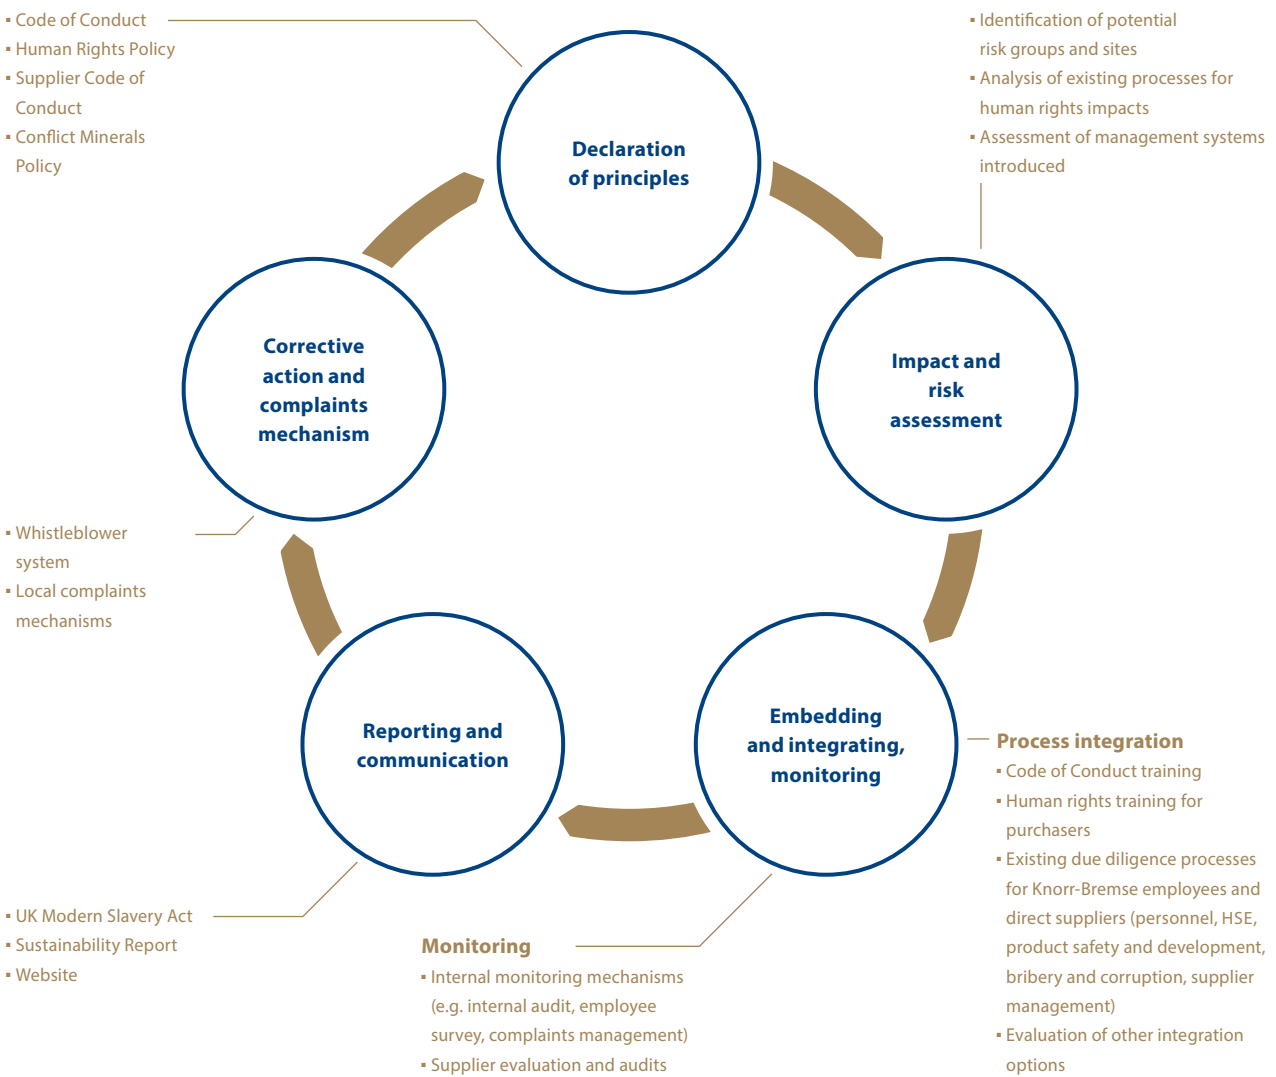 ▪ Code of Conduct
▪ Human Rights Policy
▪ Supplier Code of
Conduct
▪ Conflict Minerals
Policy
Declaration
of principles
▪ Identification of potential
risk groups and sites
▪ Analysis of existing processes for
human rights impacts
▪ Assessment of management systems
introduced
Impact and
risk
assessment
Embedding
and integrating,
monitoring
Process integration
▪ Code of Conduct training
▪ Human rights training for
purchasers
▪ Existing due diligence processes
for Knorr-Bremse employees and
direct suppliers (personnel, HSE,
product safety and development,
bribery and corruption, supplier
management)
▪ Evaluation of other integration
options
Monitoring
▪ Internal monitoring mechanisms
(e.g. internal audit, employee
survey, complaints management)
▪ Supplier evaluation and audits
Reporting and
communication
▪ UK Modern Slavery Act
▪ Sustainability Report
▪ Website
Corrective
action and
complaints
mechanism
▪ Whistleblower
system
▪ Local complaints
mechanisms